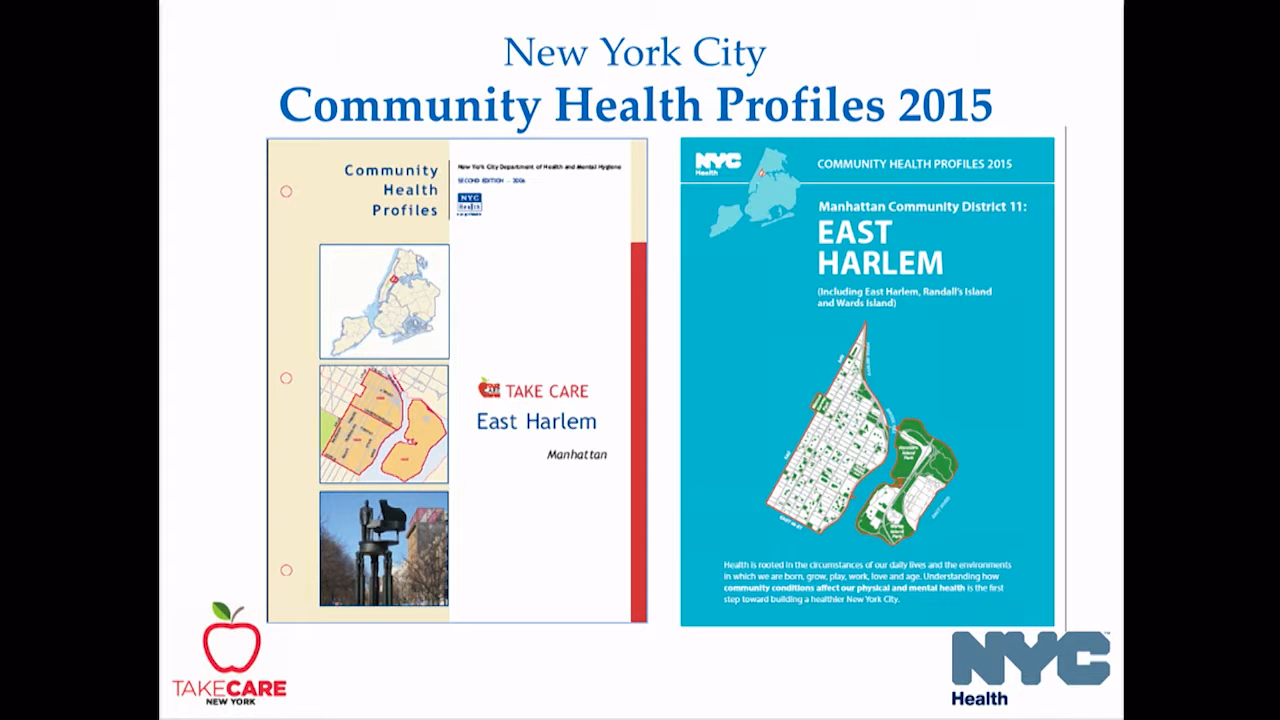 New York City
Community Health Profiles 2015
Community
Health
Profiles
New York City Department of Health and Mental Hygiene
SECOND EDITION - 2006
NYC
Health
TAKE CARE
East Harlem
Manhattan
NYC
Health
COMMUNITY HEALTH PROFILES 2015
Manhattan Community District 11:
EAST
HARLEM
(Including East Harlem, Randall's Island
and Wards Island)
Health is rooted in the circumstances of our daily lives and the environments
in which we are born, grow, play, work, love and age. Understanding how
community conditions affect our physical and mental health is the first
step toward building a healthier New York City.
TAKECARE
NEW YORK
NYC
Health